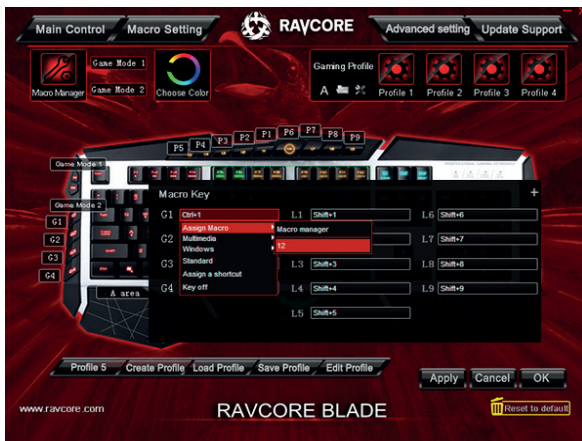 Main Control
Macro Setting
RAVCORE
Advanced setting
Update Support
Macro Manager
Game Mode 1
Game Mode 2
Choose Color
Gaming Profile
A
Profile 1
Profile 2
Profile 3
Profile 4
P5
P4
P3
P2
P1
P6
P7
P8
P9
Game Mode 1
Game Mode 2
G1
G2
G3
G4
A area
Macro Key
+
G1 Ctrl+1
L1 Shift+1
L6 Shift+6
Assign Macro
Macro manager
G2
Multimedia
12
L7 Shift+7
Windows
G3
Standard
L3 Shift+3
L8 Shift+8
Assign a shortcut
G4
Key off
L4 Shift+4
L9 Shift+9
L5 Shift+5
Profile 5
Create Profile
Load Profile
Save Profile
Edit Profile
Apply
Cancel
OK
www.ravcore.com
RAVCORE BLADE
Reset to default